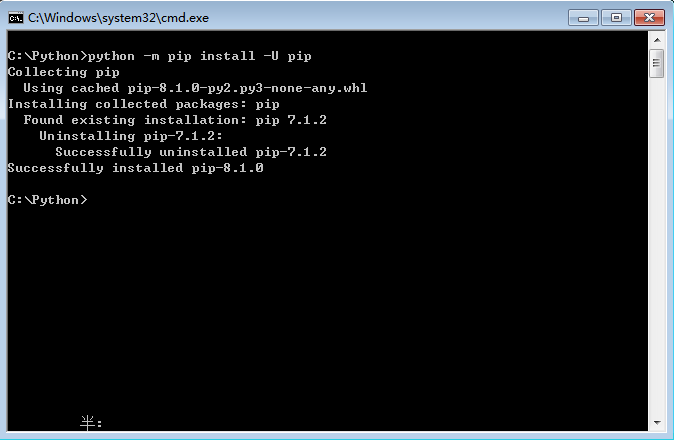 C:\Windows\system32\cmd.exe
C:\Python>python -m pip install -U pip
Collecting pip
  Using cached pip-8.1.0-py2.py3-none-any.whl
Installing collected packages: pip
  Found existing installation: pip 7.1.2
    Uninstalling pip-7.1.2:
      Successfully uninstalled pip-7.1.2
Successfully installed pip-8.1.0
C:\Python>
半: